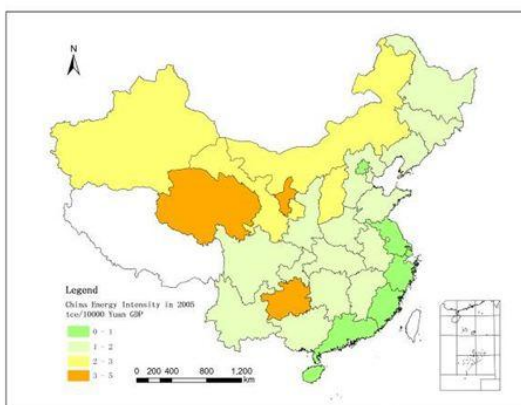 N
Legend
China Energy Intensity in 2005
tce/10000 Yuan GDP
0 - 1
1 - 2
2 - 3
3 - 5
0 200 400 800 1,200
km